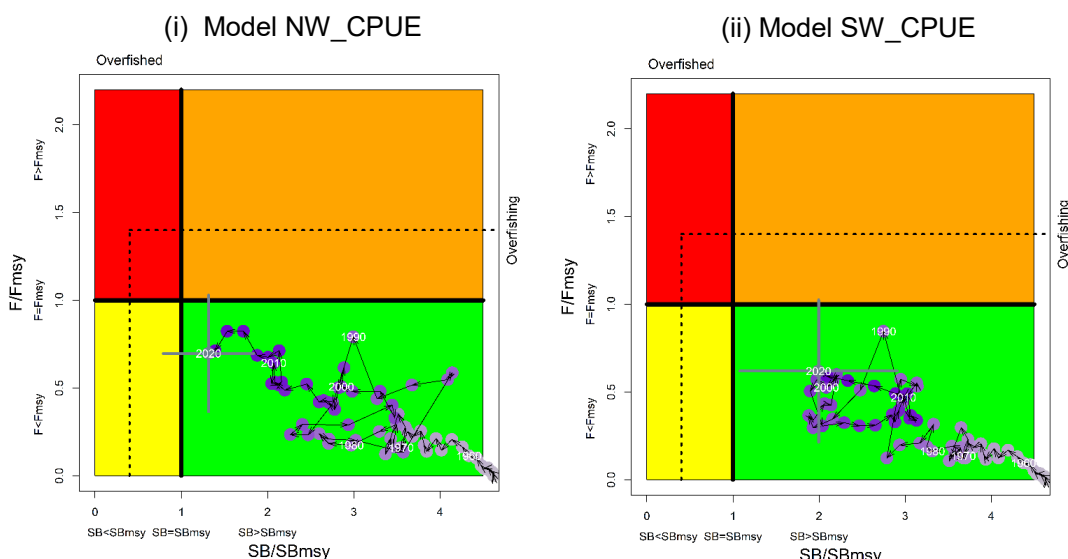 (i) Model NW_CPUE
Overfished
2.0
1.5
1.0
0.5
0.0
F/Fmsy
F>Fmsy
F=Fmsy
F<Fmsy
Overfishing
1990
2020
2010
2000
1980
1970
1960
0
1
2
3
4
SB<SBmsy
SB=SBmsy
SB>SBmsy
SB/SBmsy
(ii) Model SW_CPUE
Overfished
2.0
1.5
1.0
0.5
0.0
F/Fmsy
F>Fmsy
F=Fmsy
F<Fmsy
Overfishing
1990
2020
2000
2010
1980
1970
1960
0
1
2
3
4
SB<SBmsy
SB=SBmsy
SB>SBmsy
SB/SBmsy